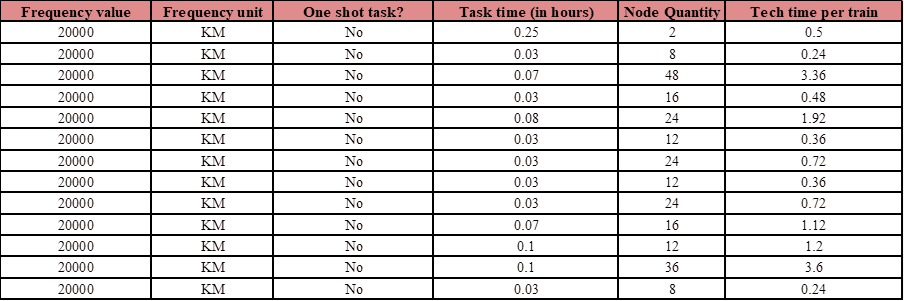 Frequency value Frequency unit One shot task? Task time (in hours) Node Quantity Tech time per train
20000 KM No 0.25 2 0.5
20000 KM No 0.03 8 0.24
20000 KM No 0.07 48 3.36
20000 KM No 0.03 16 0.48
20000 KM No 0.08 24 1.92
20000 KM No 0.03 12 0.36
20000 KM No 0.03 24 0.72
20000 KM No 0.03 12 0.36
20000 KM No 0.03 24 0.72
20000 KM No 0.07 16 1.12
20000 KM No 0.1 12 1.2
20000 KM No 0.1 36 3.6
20000 KM No 0.03 8 0.24